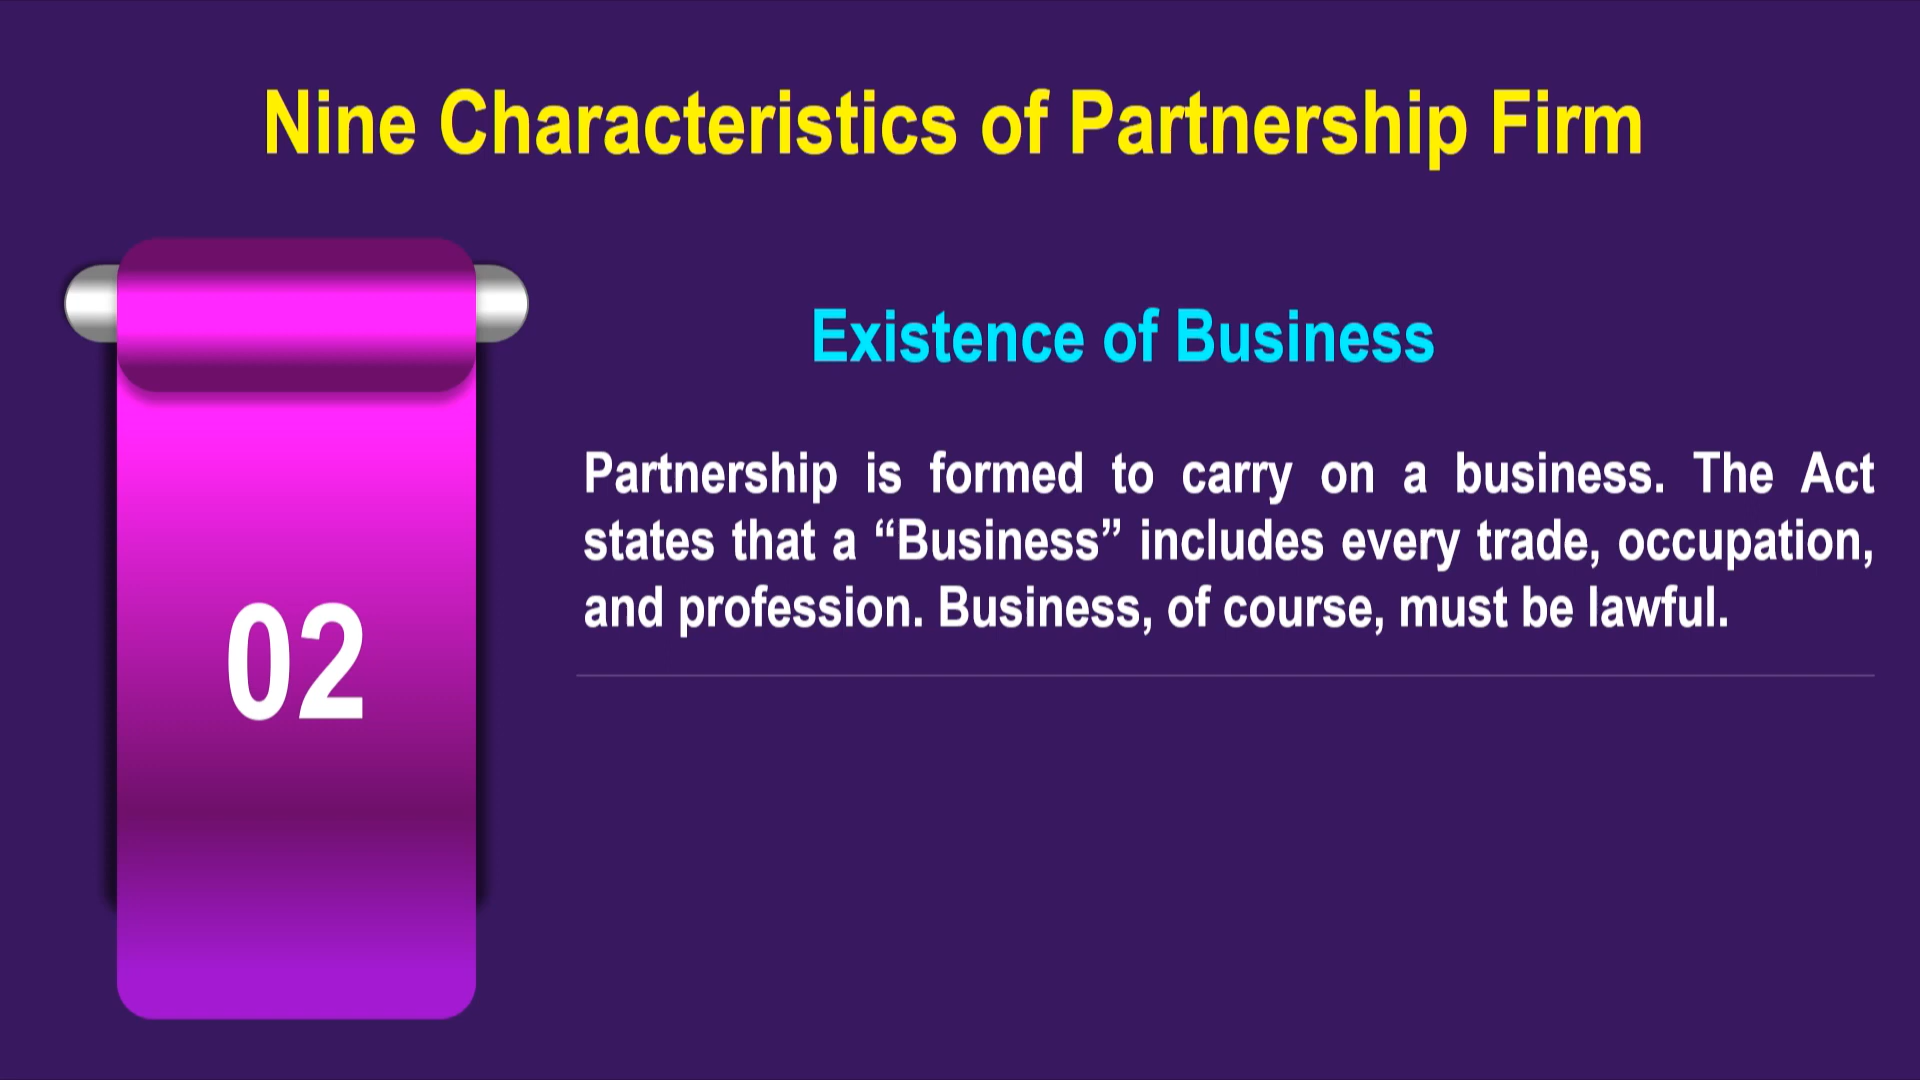 Nine Characteristics of Partnership Firm
02
Existence of Business
Partnership is formed to carry on a business. The Act
states that a “Business” includes every trade, occupation,
and profession. Business, of course, must be lawful.